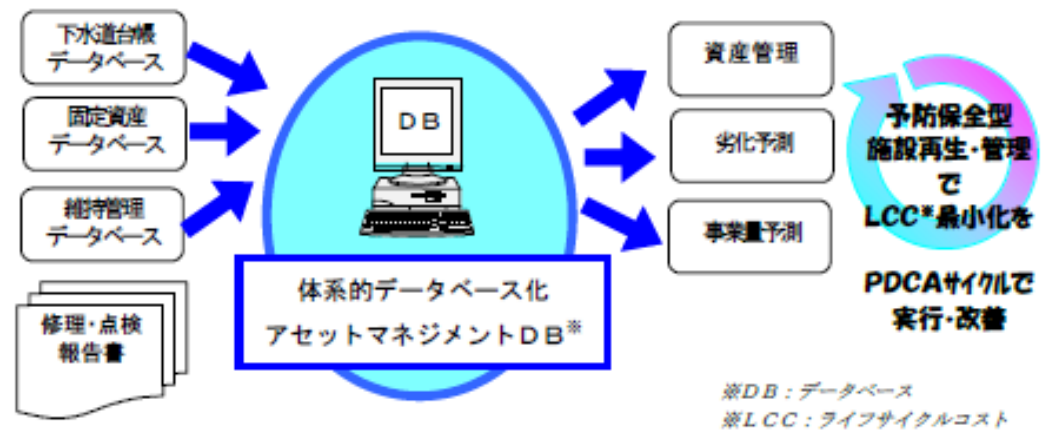 下水道台帳
データベース
固定資産
データベース
維持管理
データベース
修理・点検
報告書
DB
体系的データベース化
アセットマネジメントDB※
資産管理
劣化予測
事業量予測
予防保全型
施設再生・管理
で
LCC※最小化を
PDCAサイクルで
実行・改善
※DB：データベース
※LCC：ライフサイクルコスト